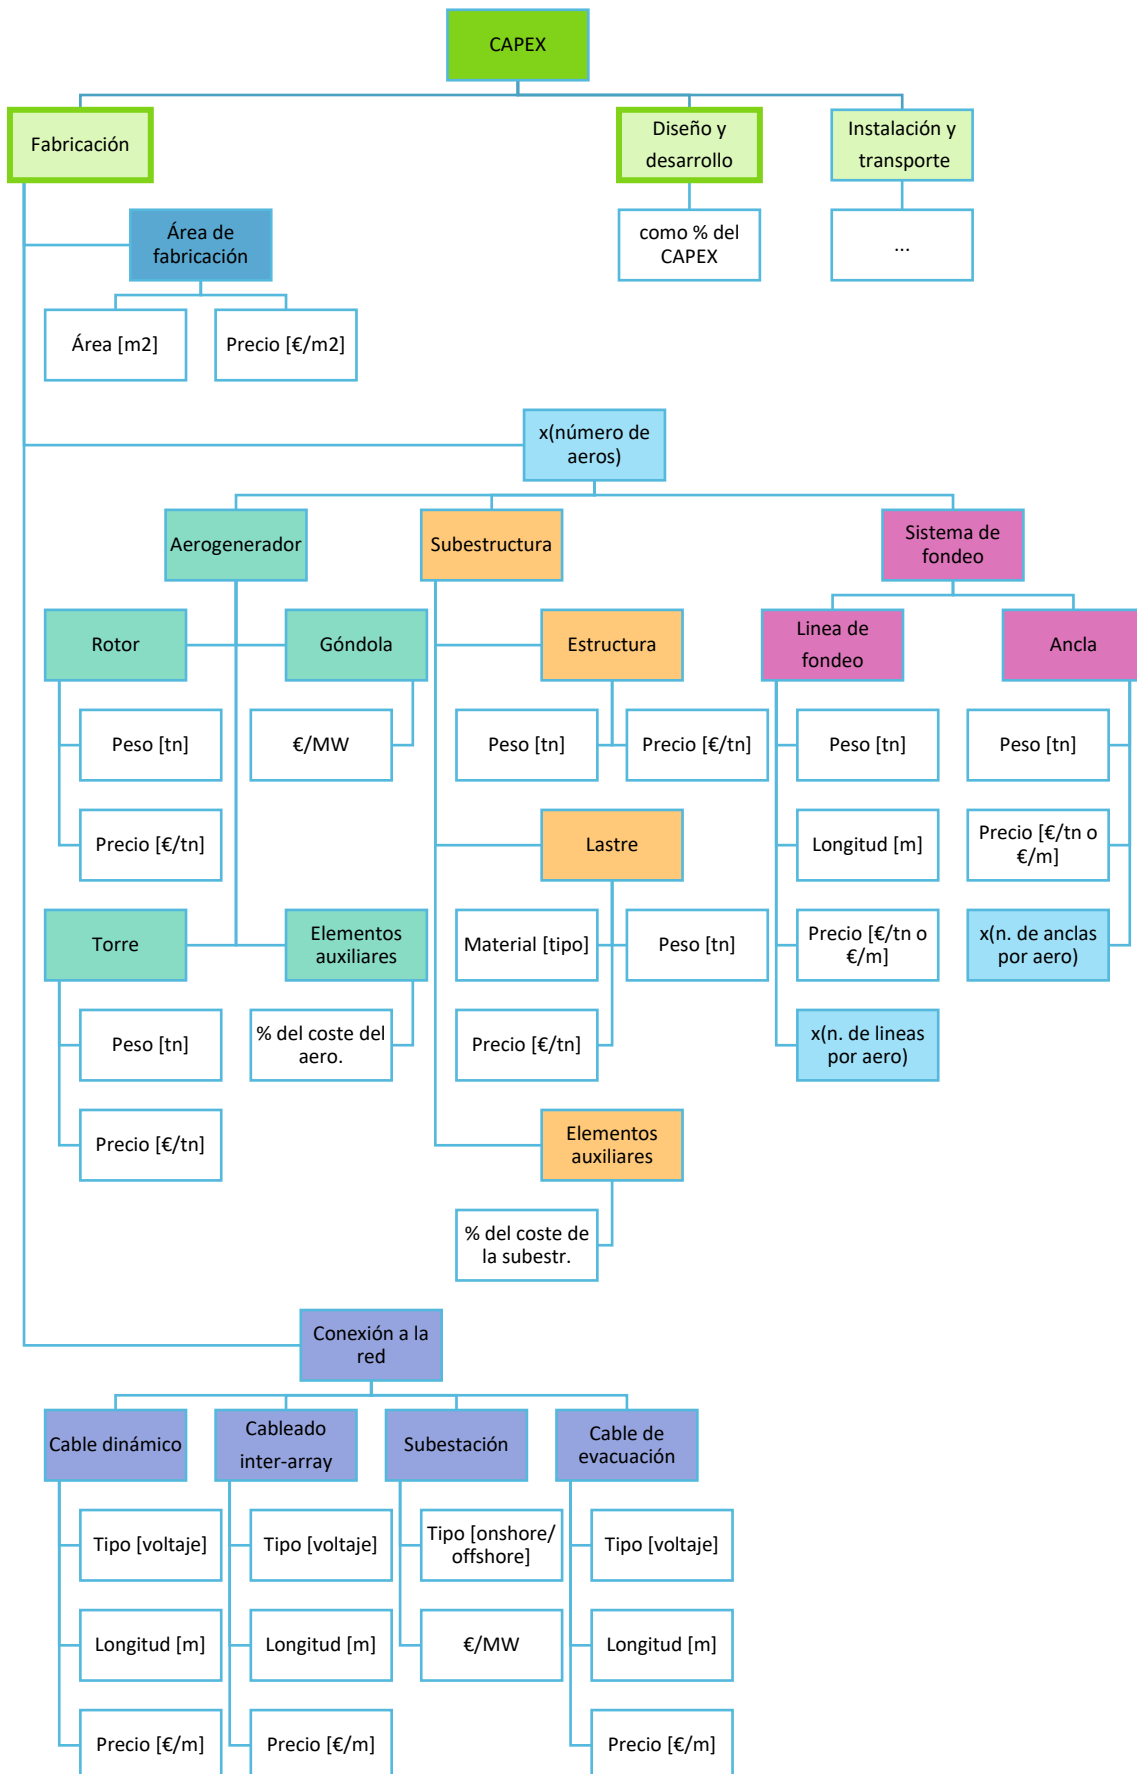 CAPEX
Fabricación
Diseño y
desarrollo
Instalación y
transporte
como % del
CAPEX
...
Área de
fabricación
Área [m2]
Precio [€/m2]
x(número de
aeros)
Aerogenerador
Subestructura
Sistema de
fondeo
Rotor
Góndola
Estructura
Linea de
fondeo
Ancla
Peso [tn]
€/MW
Peso [tn]
Precio [€/tn]
Peso [tn]
Peso [tn]
Precio [€/tn]
Lastre
Longitud [m]
Precio [€/tn o
€/m]
Torre
Elementos
auxiliares
Material [tipo]
Peso [tn]
Precio [€/tn o
€/m]
x(n. de anclas
por aero)
Peso [tn]
% del coste del
aero.
Precio [€/tn]
x(n. de lineas
por aero)
Precio [€/tn]
Elementos
auxiliares
% del coste de
la subestr.
Conexión a la
red
Cable dinámico
Cableado
inter-array
Subestación
Cable de
evacuación
Tipo [voltaje]
Tipo [voltaje]
Tipo [onshore/
offshore]
Tipo [voltaje]
Longitud [m]
Longitud [m]
€/MW
Longitud [m]
Precio [€/m]
Precio [€/m]
Precio [€/m]